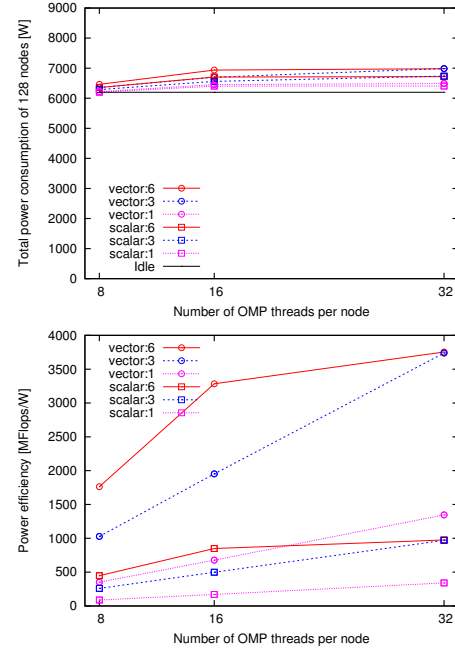 Total power consumption of 128 nodes [W]
9000
8000
7000
6000
5000
4000
3000
2000
1000
0
vector:6
vector:3
vector:1
scalar:6
scalar:3
scalar:1
Idle
8
16
32
Number of OMP threads per node
Power efficiency [MFlops/W]
4000
3500
3000
2500
2000
1500
1000
500
0
vector:6
vector:3
vector:1
scalar:6
scalar:3
scalar:1
8
16
32
Number of OMP threads per node